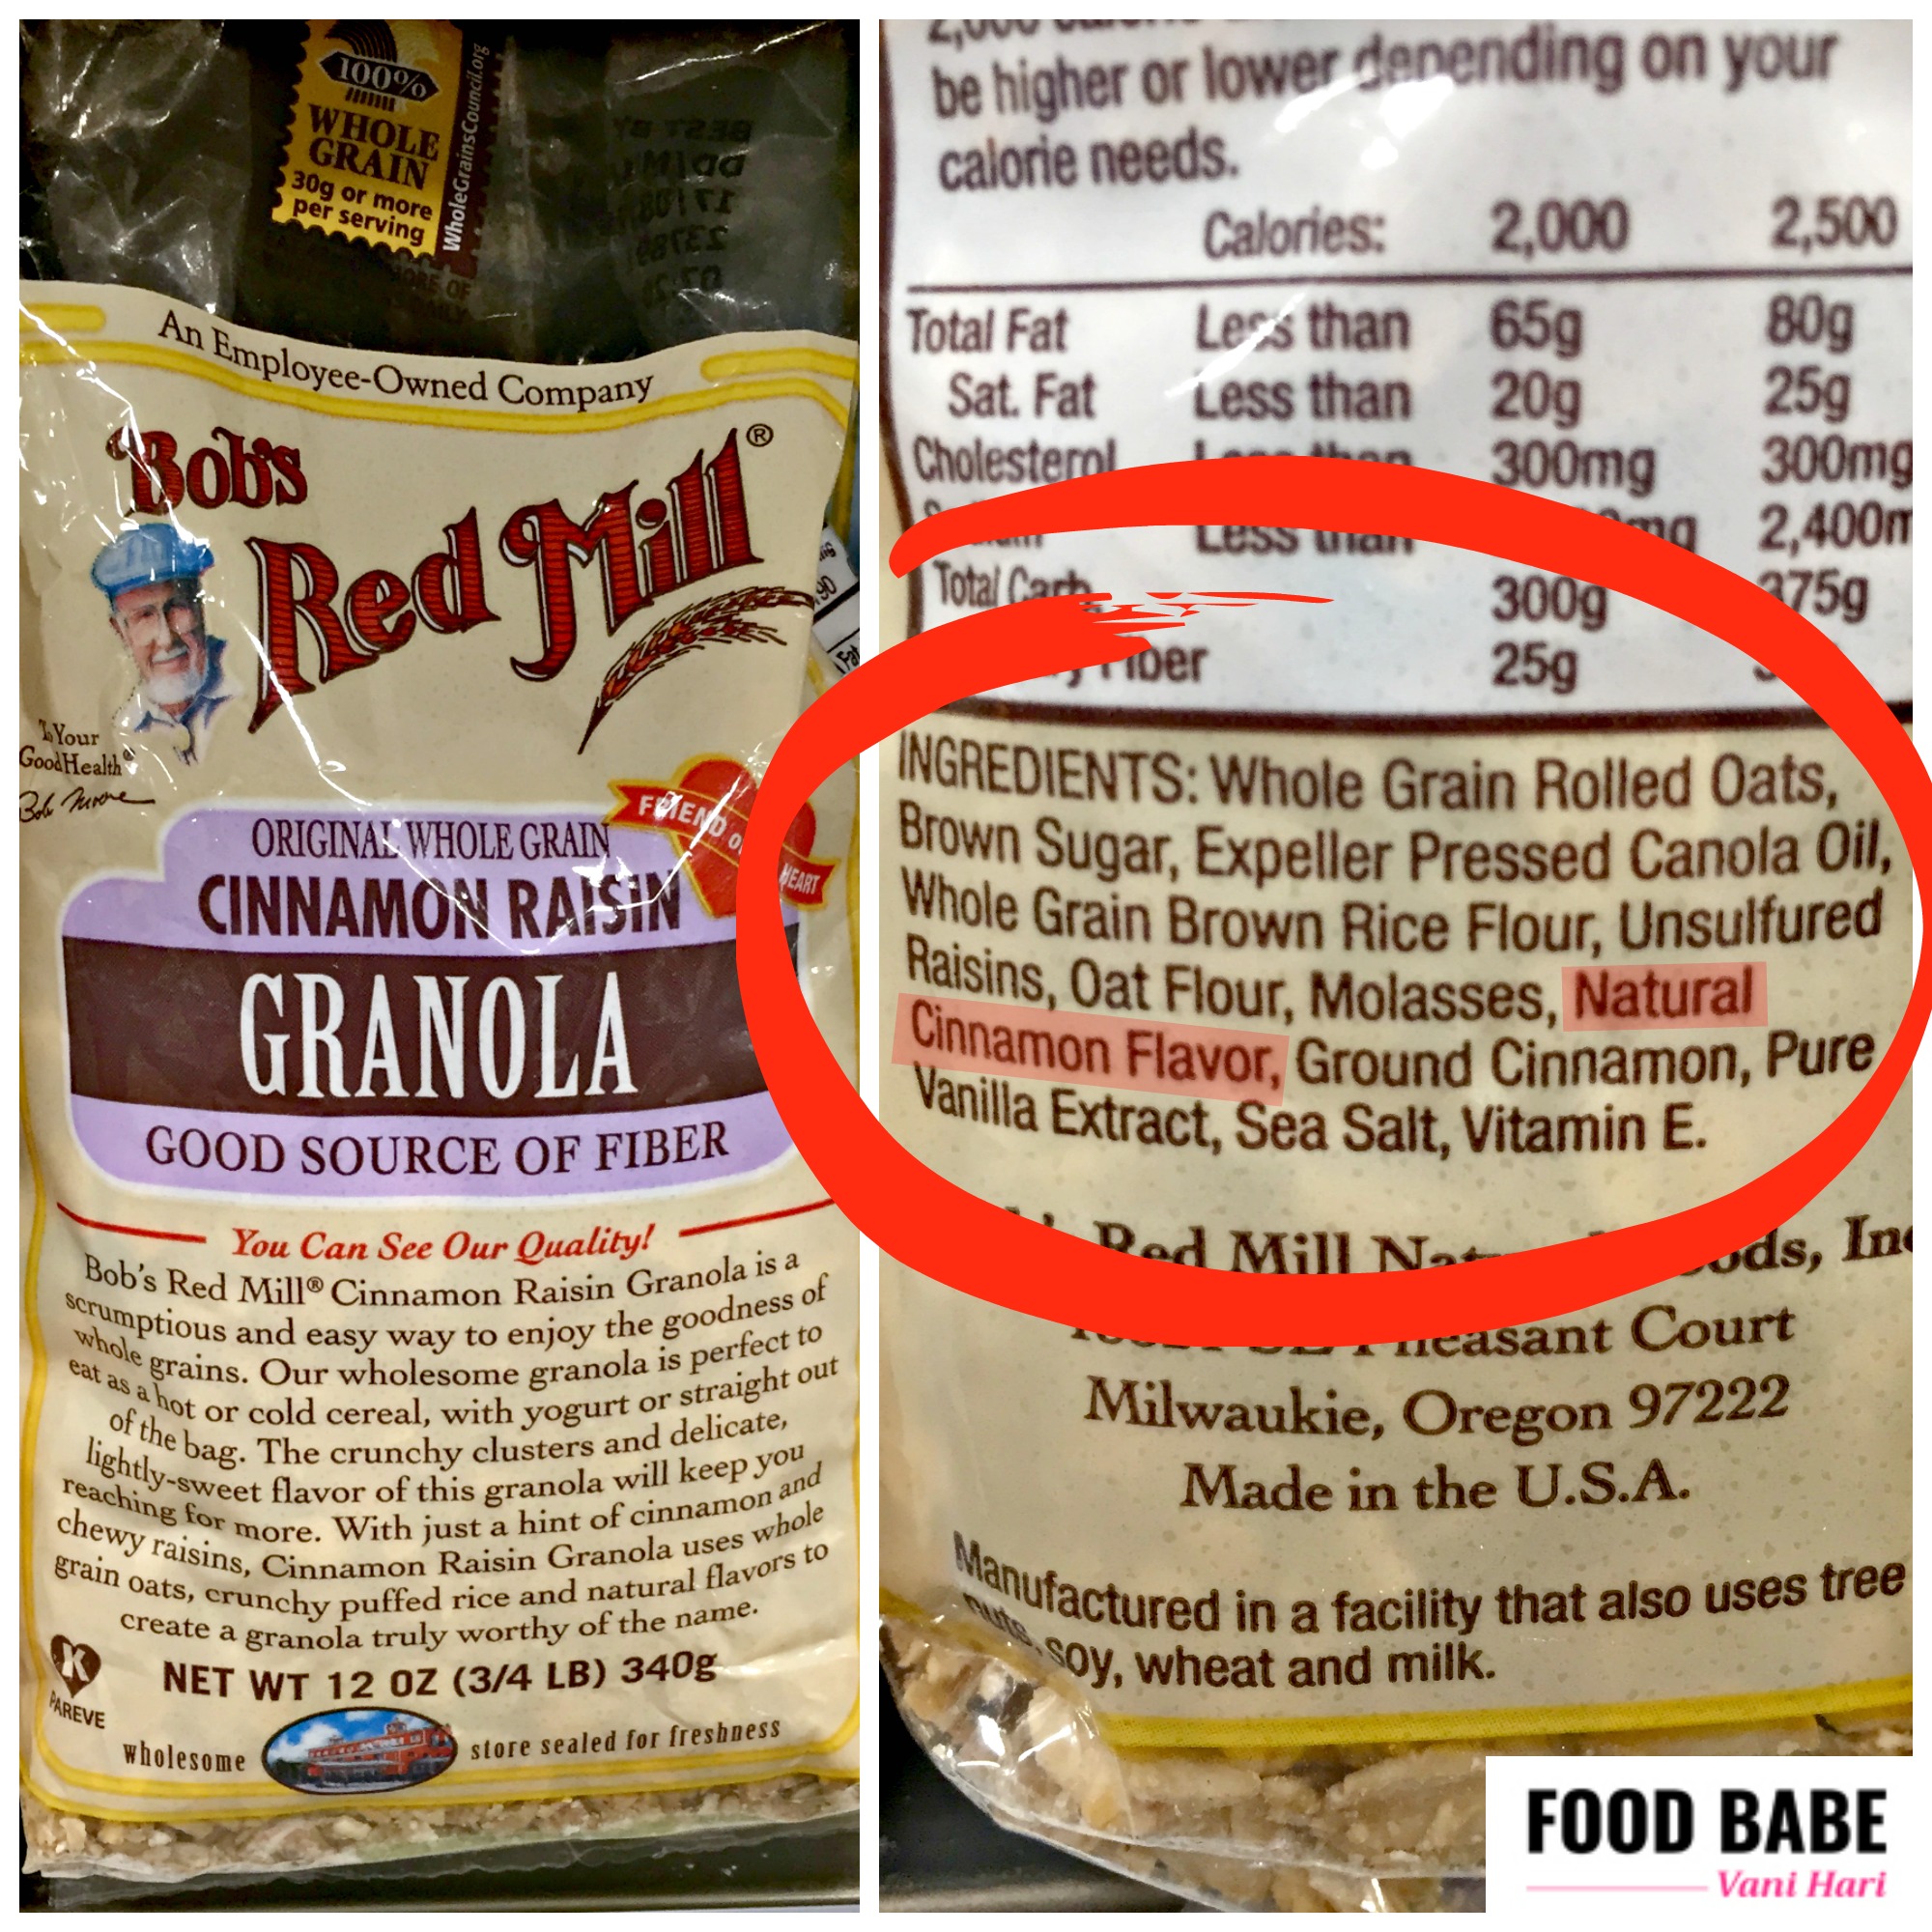 100%
WHOLE
GRAIN
30g or more
per serving
WholeGrainsCouncil.org
BEST BY
An Employee-Owned Company
Bob's
Red Mill®
To Your
Good Health®
Bob Moore
FRIEND OF HEART
ORIGINAL WHOLE GRAIN
CINNAMON RAISIN
GRANOLA
GOOD SOURCE OF FIBER
You Can See Our Quality!
Bob's Red Mill® Cinnamon Raisin Granola is a
scrumptious and easy way to enjoy the goodness of
whole grains. Our wholesome granola is perfect to
eat as a hot or cold cereal, with yogurt or straight out
of the bag. The crunchy clusters and delicate,
lightly-sweet flavor of this granola will keep you
reaching for more. With just a hint of cinnamon and
chewy raisins, Cinnamon Raisin Granola uses whole
grain oats, crunchy puffed rice and natural flavors to
create a granola truly worthy of the name.
K
PAREVE
NET WT 12 OZ (3/4 LB) 340g
wholesome store sealed for freshness
be higher or lower depending on your
calorie needs.
Calories: 2,000 2,500
Total Fat Less than 65g 80g
Sat. Fat Less than 20g 25g
Cholesterol Less than 300mg 300mg
Less than 2,400m
Total Carb 300g 375g
Fiber 25g
INGREDIENTS: Whole Grain Rolled Oats,
Brown Sugar, Expeller Pressed Canola Oil,
Whole Grain Brown Rice Flour, Unsulfured
Raisins, Oat Flour, Molasses, Natural
Cinnamon Flavor, Ground Cinnamon, Pure
Vanilla Extract, Sea Salt, Vitamin E.
Red Mill
Pheasant Court
Milwaukie, Oregon 97222
Made in the U.S.A.
Manufactured in a facility that also uses tree
nuts, soy, wheat and milk.
FOOD BABE
Vani Hari